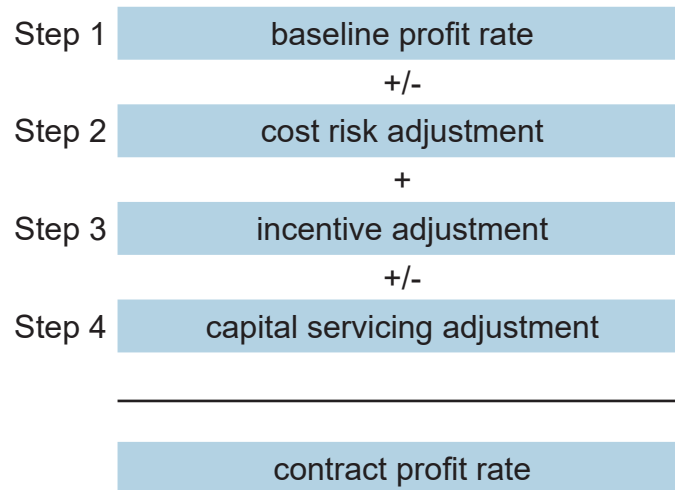 Step 1 baseline profit rate
+/-
Step 2 cost risk adjustment
+
Step 3 incentive adjustment
+/-
Step 4 capital servicing adjustment
contract profit rate